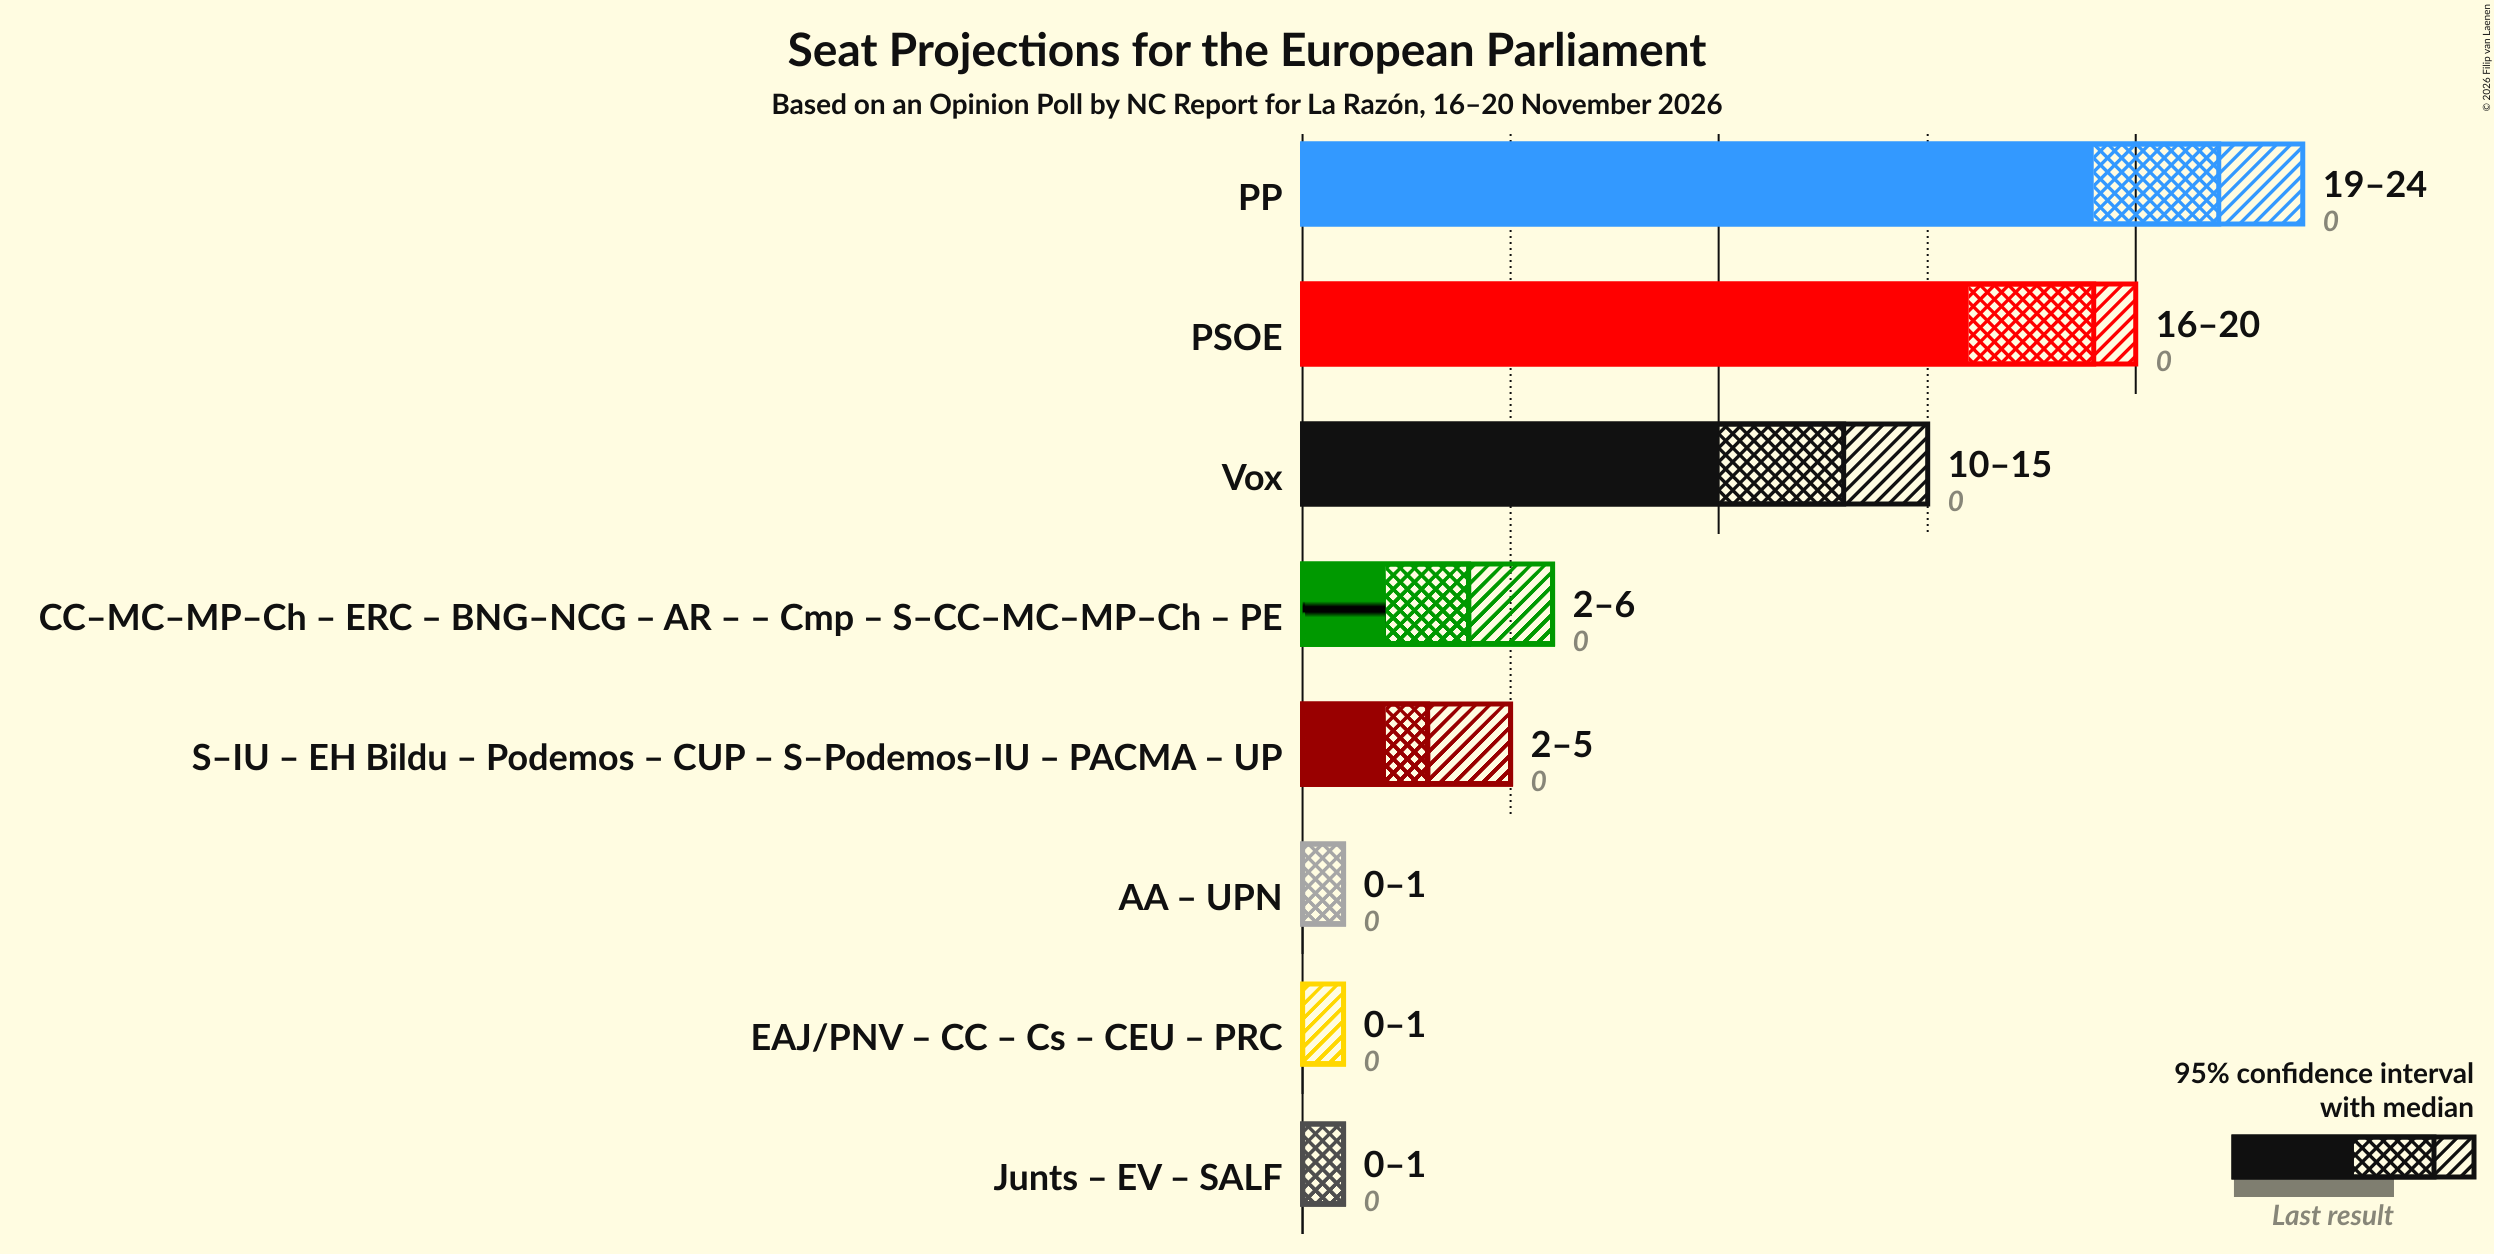 Seat Projections for the European Parliament
Based on an Opinion Poll by NC Report for La Razón, 16–20 November 2026
© 2026 Filip van Laenen
PP
19–24
0
PSOE
16–20
0
Vox
10–15
0
CC–MC–MP–Ch – ERC – BNG–NCG – AR – – Cmp – S–CC–MC–MP–Ch – PE
2–6
0
S–IU – EH Bildu – Podemos – CUP – S–Podemos–IU – PACMA – UP
2–5
0
AA – UPN
0–1
0
EAJ/PNV – CC – Cs – CEU – PRC
0–1
0
Junts – EV – SALF
0–1
0
95% confidence interval
with median
Last result